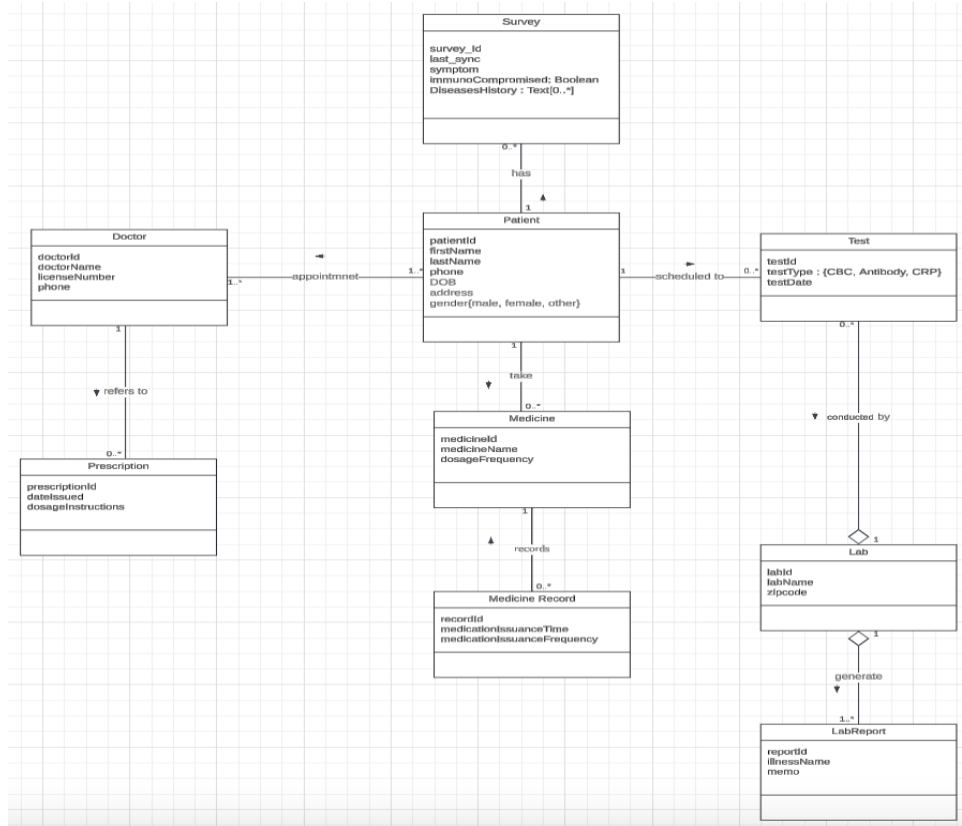 Survey
survey_Id
last_sync
symptom
immunoCompromised: Boolean
DiseasesHistory : Text[0..*]
0..*
has
1
Patient
patientId
firstName
lastName
phone
DOB
address
gender{male, female, other}
Doctor
doctorId
doctorName
licenseNumber
phone
1..*
appointmnet
1..*
1
scheduled to
0..*
Test
testId
testType : {CBC, Antibody, CRP}
testDate
1
refers to
0..*
Prescription
prescriptionId
dateIssued
dosageInstructions
1
take
0..*
Medicine
medicineId
medicineName
dosageFrequency
1
records
0..*
Medicine Record
recordId
medicationIssuanceTime
medicationIssuanceFrequency
0..*
conducted by
1
Lab
labId
labName
zipcode
1
generate
1..*
LabReport
reportId
illnessName
memo